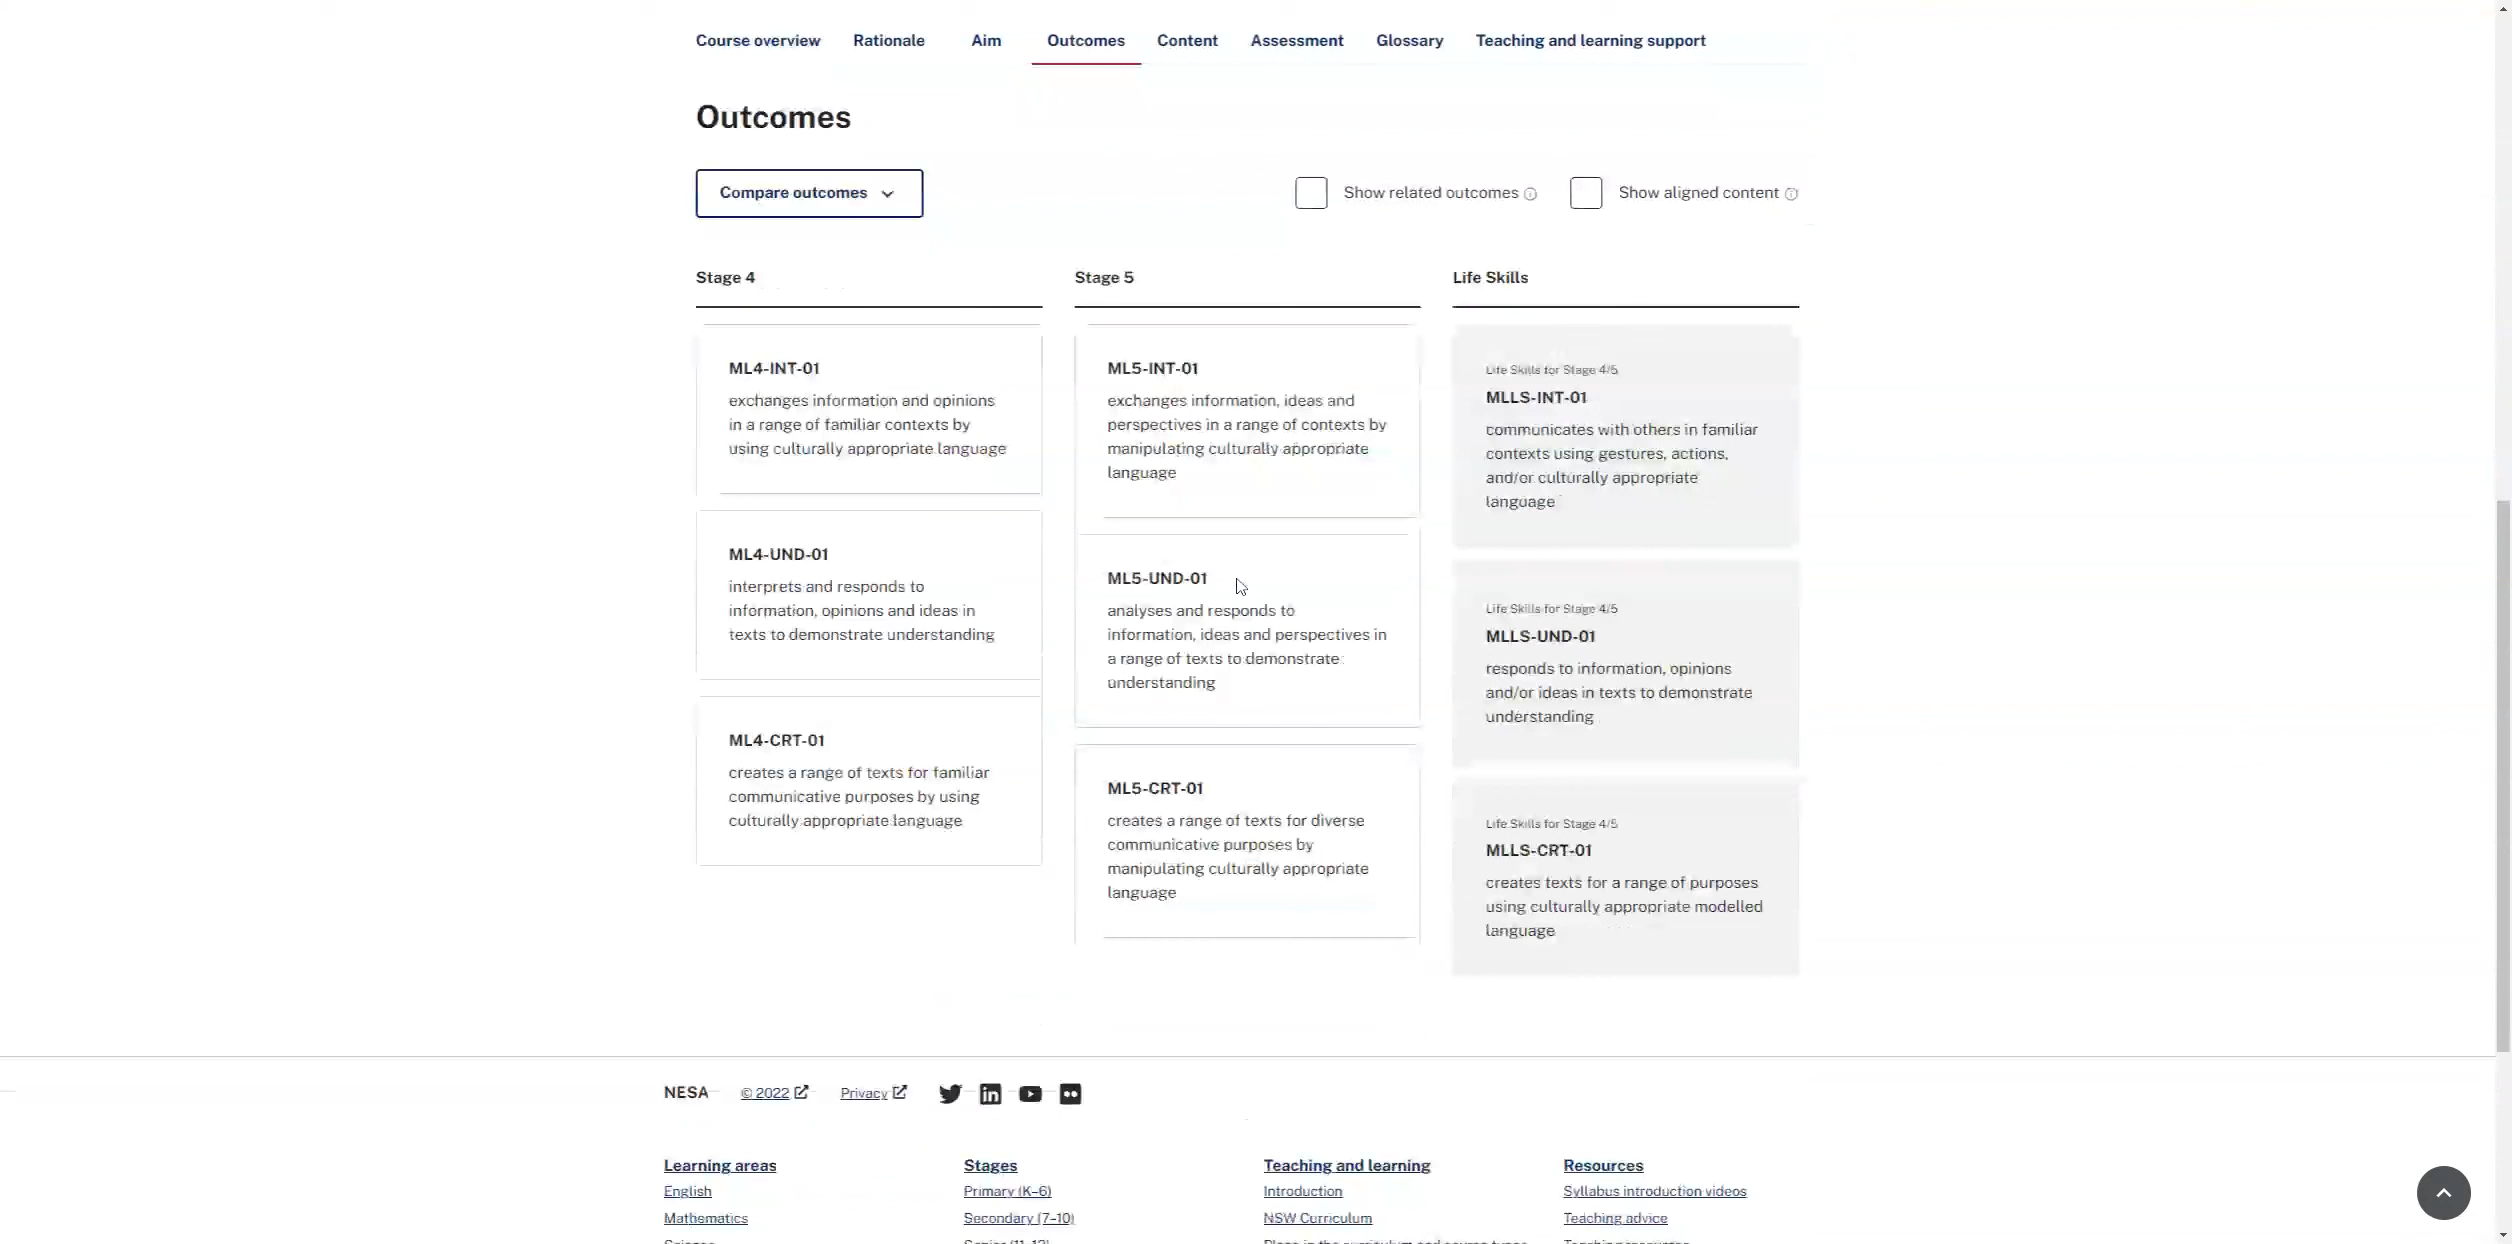 Course overview Rationale Aim Outcomes Content Assessment Glossary Teaching and learning support
Outcomes
Compare outcomes
Show related outcomes
Show aligned content
Stage 4
ML4-INT-01
exchanges information and opinions
in a range of familiar contexts by
using culturally appropriate language
ML4-UND-01
interprets and responds to
information, opinions and ideas in
texts to demonstrate understanding
ML4-CRT-01
creates a range of texts for familiar
communicative purposes by using
culturally appropriate language
Stage 5
ML5-INT-01
exchanges information, ideas and
perspectives in a range of contexts by
manipulating culturally appropriate
language
ML5-UND-01
analyses and responds to
information, ideas and perspectives in
a range of texts to demonstrate
understanding
ML5-CRT-01
creates a range of texts for diverse
communicative purposes by
manipulating culturally appropriate
language
Life Skills
Life Skills for Stage 4/5
MLLS-INT-01
communicates with others in familiar
contexts using gestures, actions,
and/or culturally appropriate
language
Life Skills for Stage 4/5
MLLS-UND-01
responds to information, opinions
and/or ideas in texts to demonstrate
understanding
Life Skills for Stage 4/5
MLLS-CRT-01
creates texts for a range of purposes
using culturally appropriate modelled
language
NESA © 2022 Privacy
Learning areas
English
Mathematics
Stages
Primary (K–6)
Secondary (7–10)
Teaching and learning
Introduction
NSW Curriculum
Resources
Syllabus introduction videos
Teaching advice